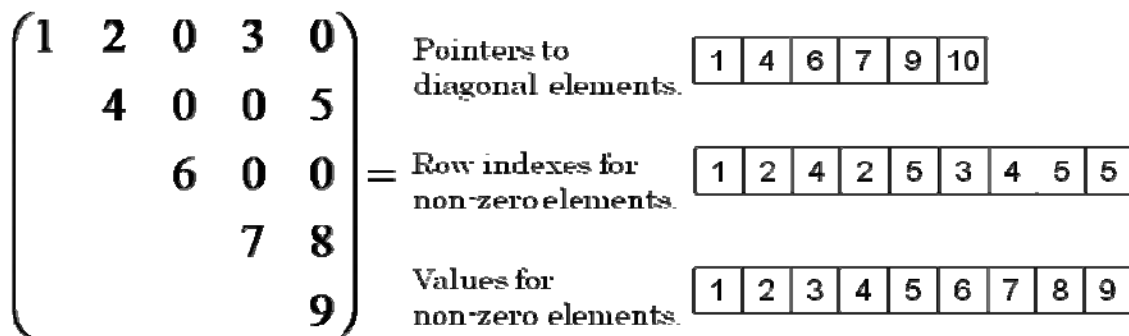 1 2 0 3 0
4 0 0 5
6 0 0
7 8
9
=
Pointers to
diagonal elements.
1 4 6 7 9 10
Row indexes for
non-zero elements.
1 2 4 2 5 3 4 5 5
Values for
non-zero elements.
1 2 3 4 5 6 7 8 9